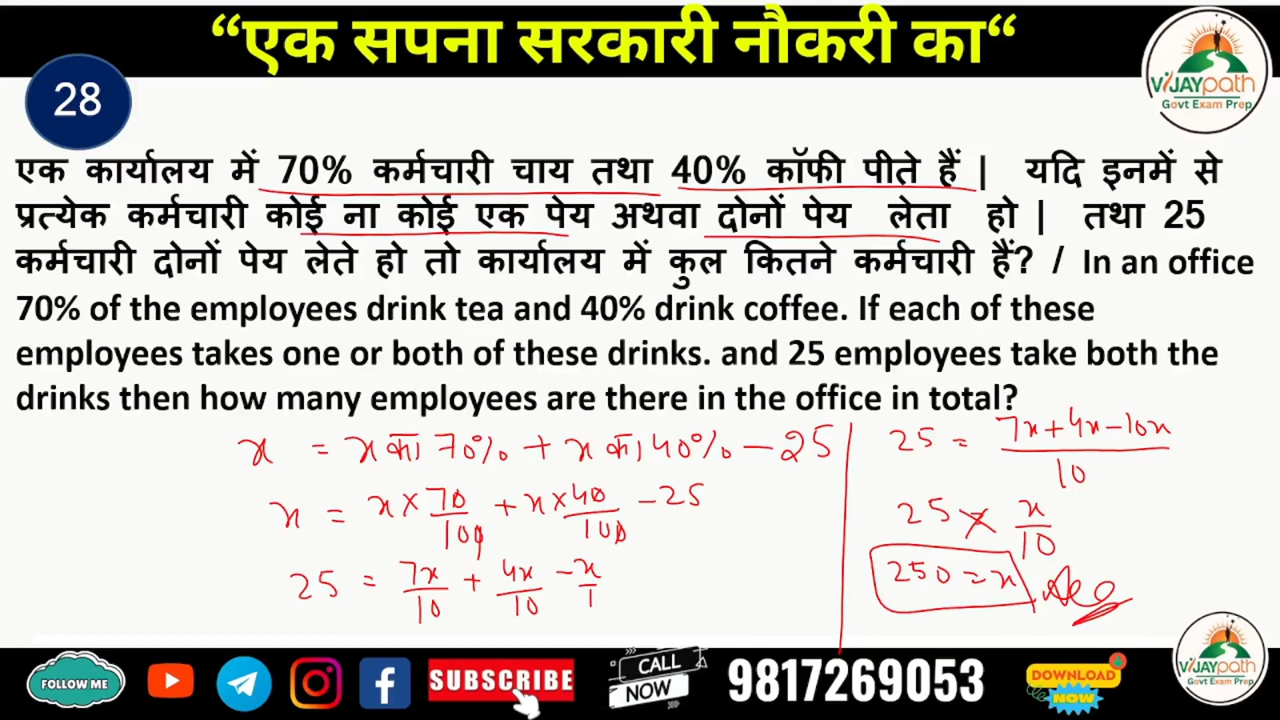 “एक सपना सरकारी नौकरी का“
VIJAYpath
Govt Exam Prep
28
एक कार्यालय में 70% कर्मचारी चाय तथा 40% कॉफी पीते हैं | यदि इनमें से
प्रत्येक कर्मचारी कोई ना कोई एक पेय अथवा दोनों पेय लेता हो | तथा 25
कर्मचारी दोनों पेय लेते हो तो कार्यालय में कुल कितने कर्मचारी हैं? / In an office
70% of the employees drink tea and 40% drink coffee. If each of these
employees takes one or both of these drinks. and 25 employees take both the
drinks then how many employees are there in the office in total?
x = x का 70% + x का 40% - 25
x = x × 70/100 + x × 40/100 - 25
25 = 7x/10 + 4x/10 - x/1
25 = 7x + 4x - 10x / 10
25 × x/10
250 = x
FOLLOW ME
SUBSCRIBE
CALL
NOW
9817269053
DOWNLOAD
NOW
VIJAYpath
Govt Exam Prep